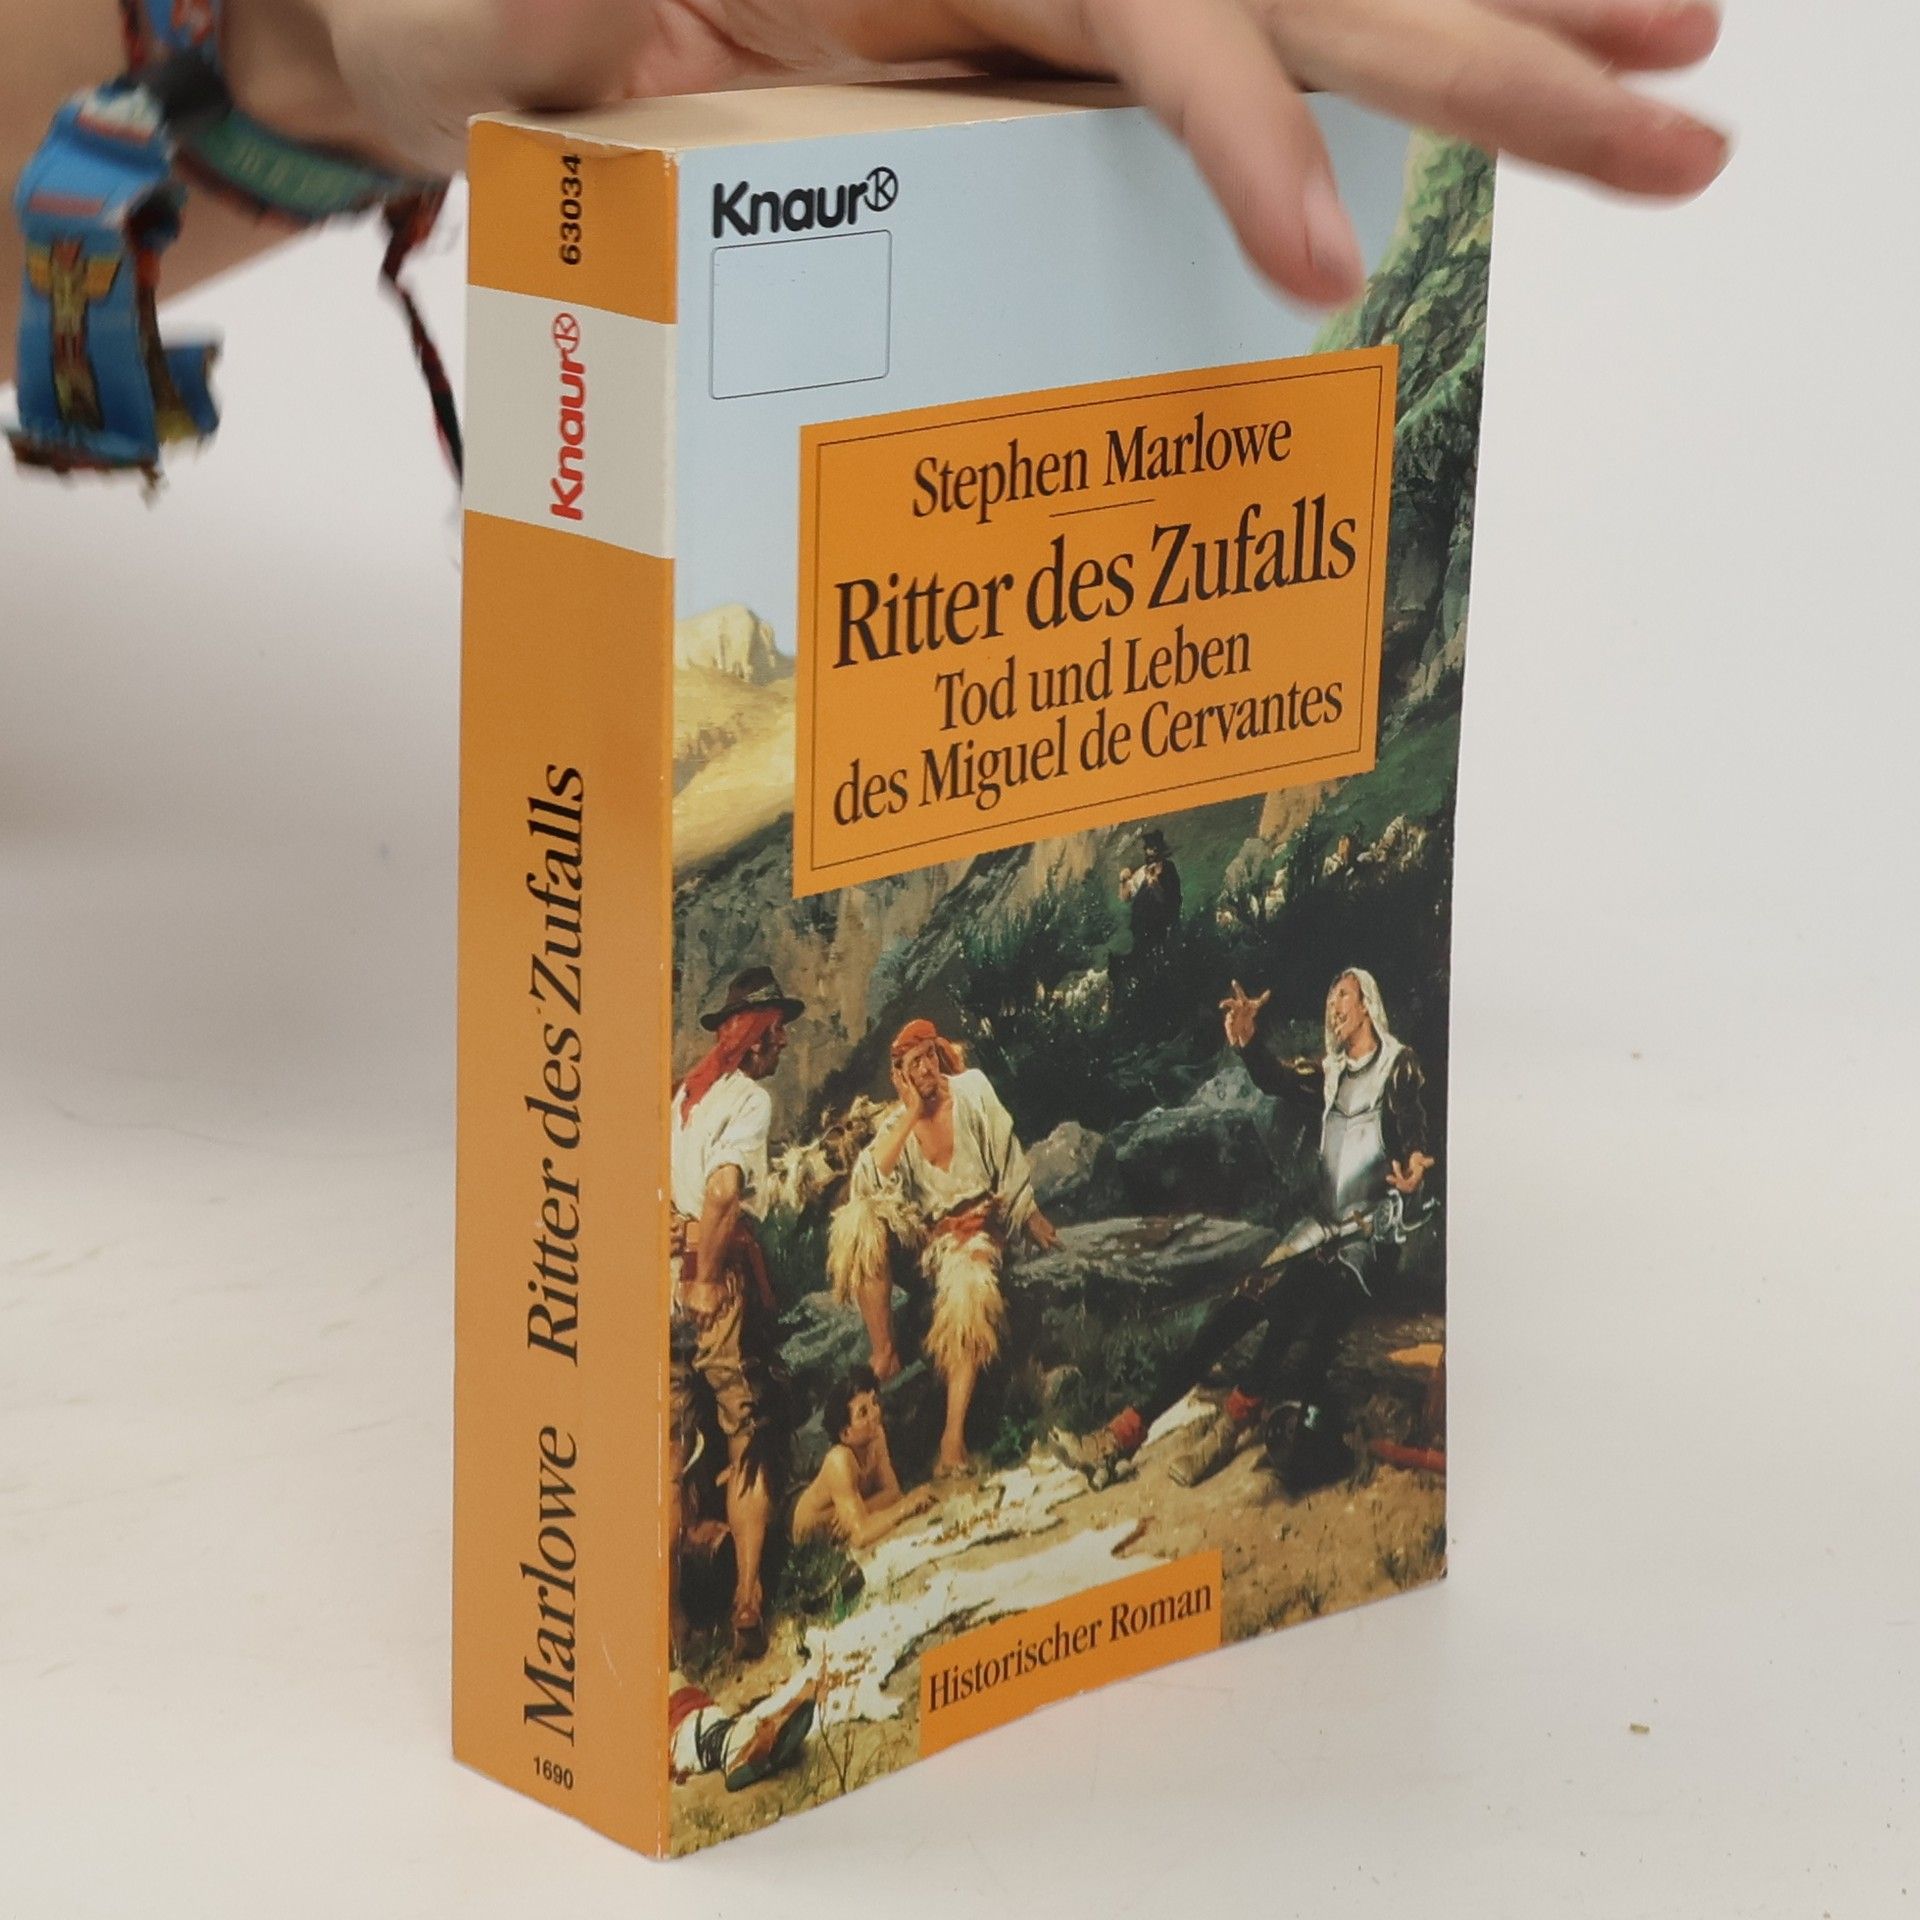 63034
Knaur
Marlowe Ritter des Zufalls
1690
Knaur
Stephen Marlowe
Ritter des Zufalls
Tod und Leben
des Miguel de Cervantes
Historischer Roman